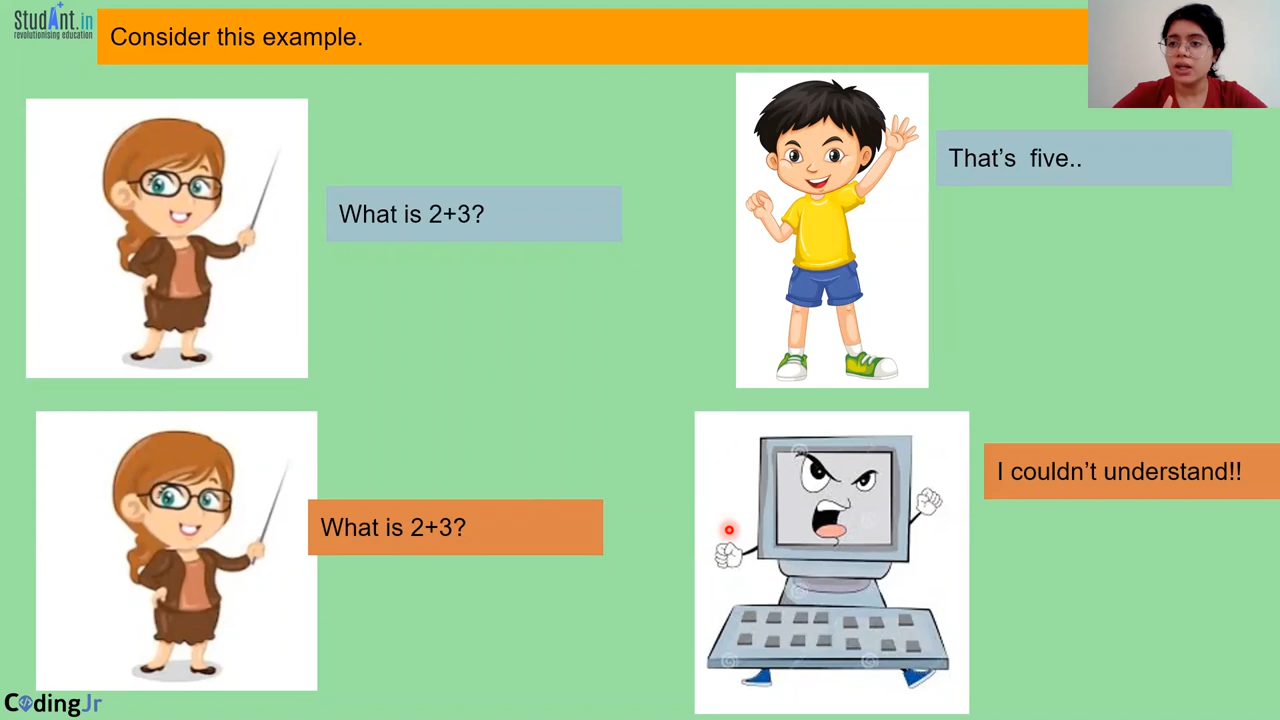 StudAnt.in
revolutionising education
Consider this example.
What is 2+3?
That's  five..
What is 2+3?
I couldn't understand!!
CodingJr